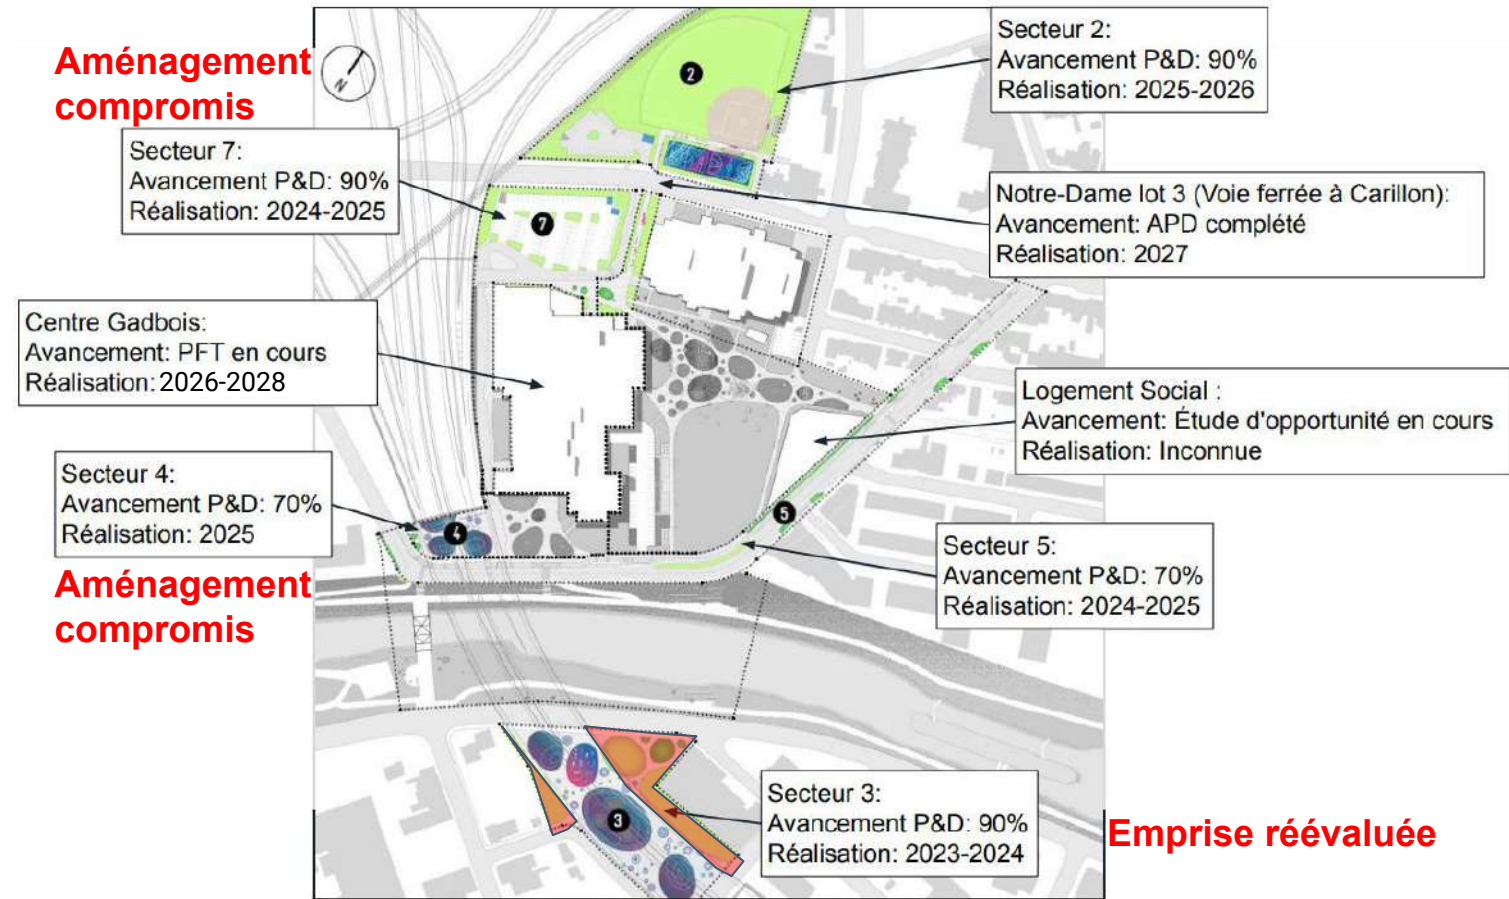 Aménagement
compromis
N
Secteur 7:
Avancement P&D: 90%
Réalisation: 2024-2025
Centre Gadbois:
Avancement: PFT en cours
Réalisation: 2026-2028
Secteur 4:
Avancement P&D: 70%
Réalisation: 2025
Aménagement
compromis
2
7
4
5
3
Secteur 2:
Avancement P&D: 90%
Réalisation: 2025-2026
Notre-Dame lot 3 (Voie ferrée à Carillon):
Avancement: APD complété
Réalisation: 2027
Logement Social :
Avancement: Étude d'opportunité en cours
Réalisation: Inconnue
Secteur 5:
Avancement P&D: 70%
Réalisation: 2024-2025
Secteur 3:
Avancement P&D: 90%
Réalisation: 2023-2024
Emprise réévaluée